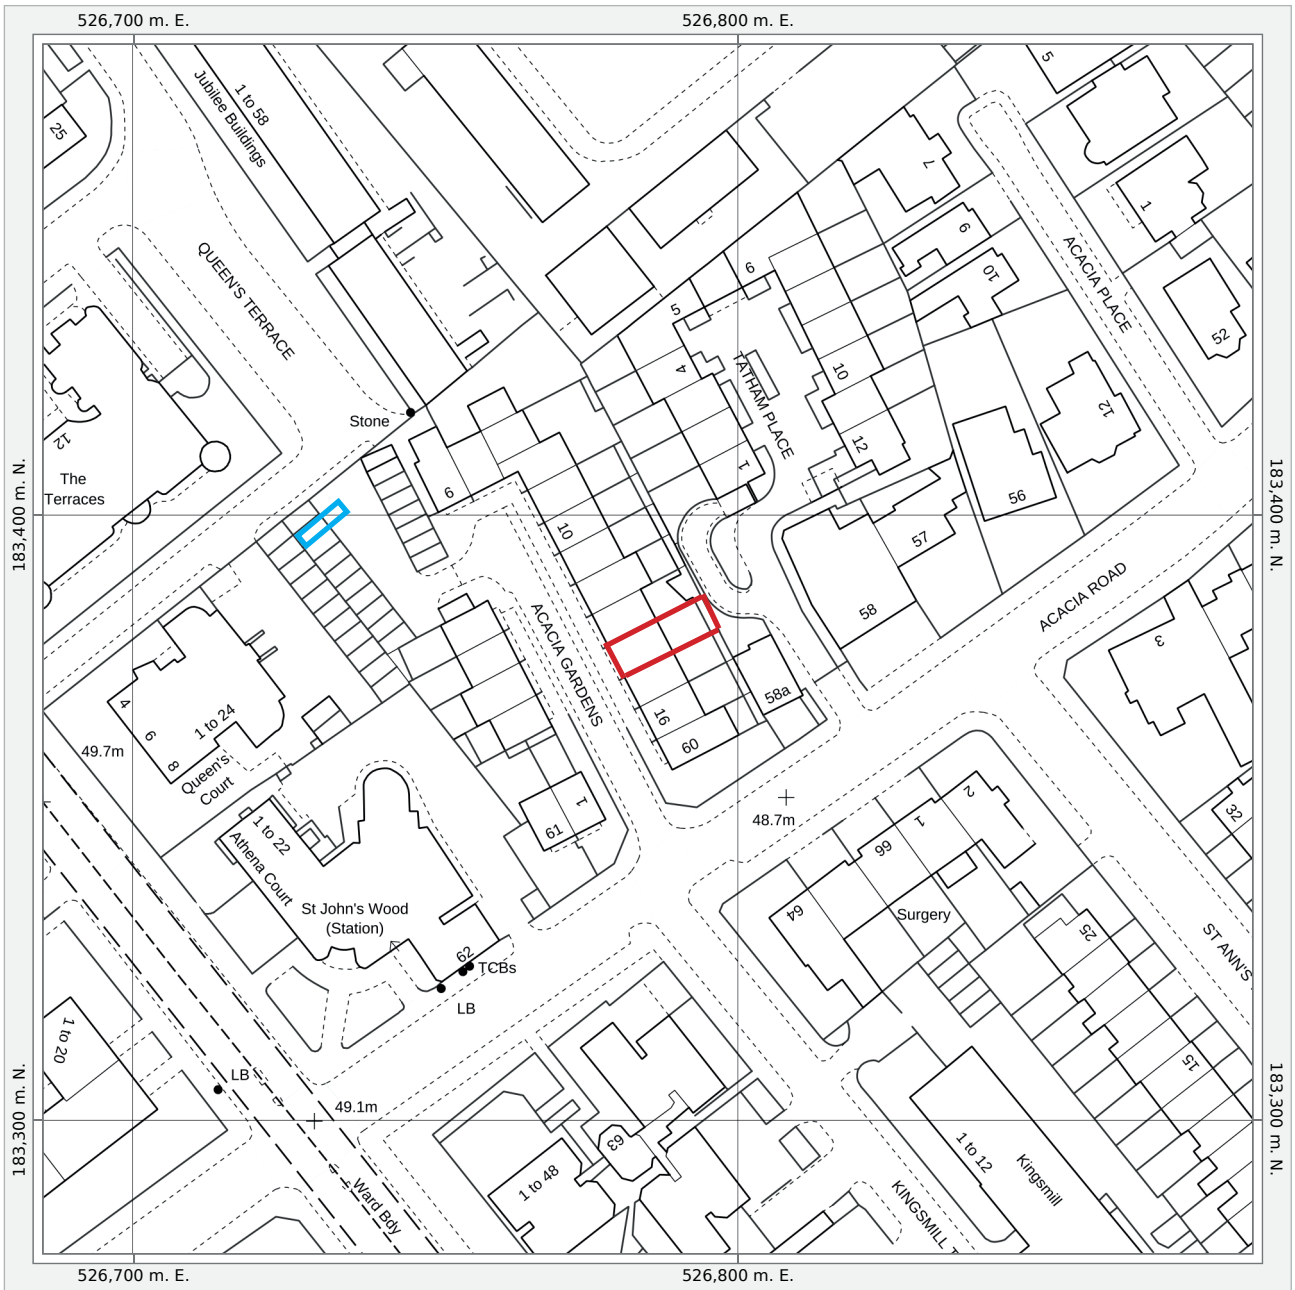 526,700 m. E.
526,800 m. E.
5
25
Jubilee Buildings
1 to 58
7
1
ACACIA PLACE
6
9
10
5
QUEEN'S TERRACE
52
4
TATHAM PLACE
10
12
Stone
12
12
1
The
Terraces
6
56
183,400 m. N.
183,400 m. N.
10
57
58
ACACIA ROAD
ACACIA GARDENS
3
4
6
8
1 to 24
Queen's
Court
49.7m
16
60
58a
48.7m
2
1
66
61
1
32
1 to 22
Athena Court
St John's Wood
(Station)
64
Surgery
25
ST ANN'S
62
TCBs
LB
1 to 20
LB
49.1m
15
183,300 m. N.
183,300 m. N.
63
1 to 48
Ward Bdy
1 to 12
Kingsmill
KINGSMILL T
526,700 m. E.
526,800 m. E.